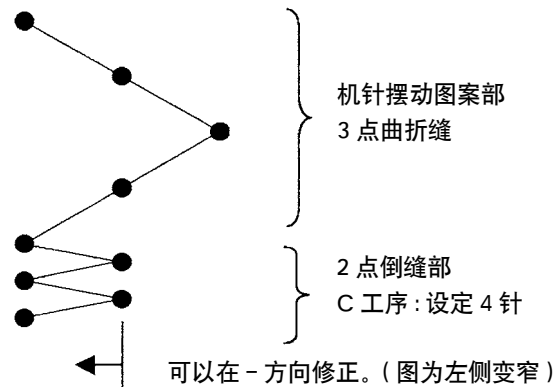 机针摆动图案部
3 点曲折缝
2 点倒缝部
C 工序 : 设定 4 针
可以在 − 方向修正。( 图为左侧变窄 )